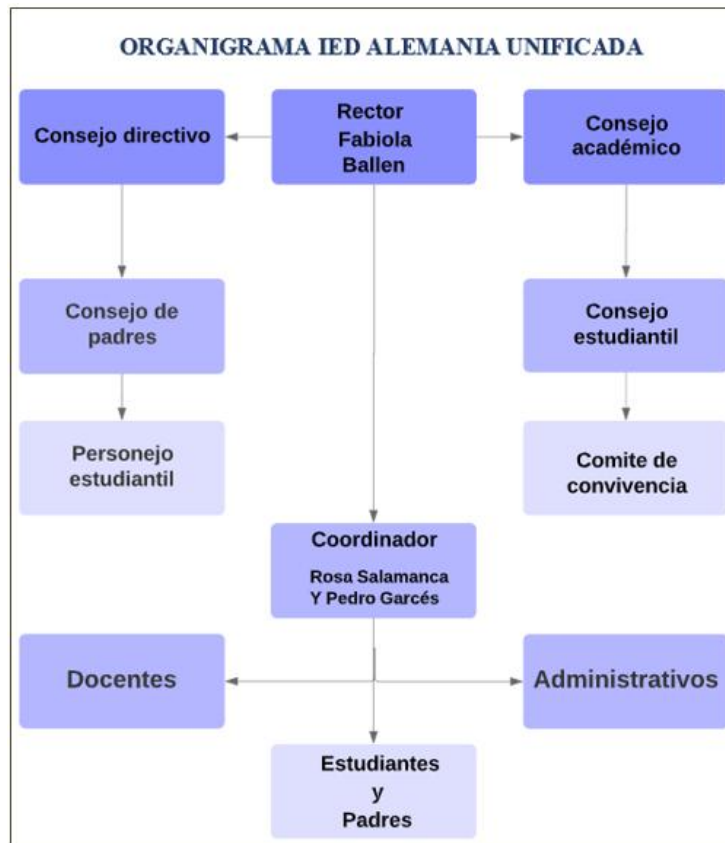 ORGANIGRAMA IED ALEMANIA UNIFICADA
Consejo directivo
Rector
Fabiola
Ballen
Consejo
académico
Consejo de
padres
Consejo
estudiantil
Personejo
estudiantil
Comite de
convivencia
Coordinador
Rosa Salamanca
Y Pedro Garcés
Docentes
Administrativos
Estudiantes
y
Padres